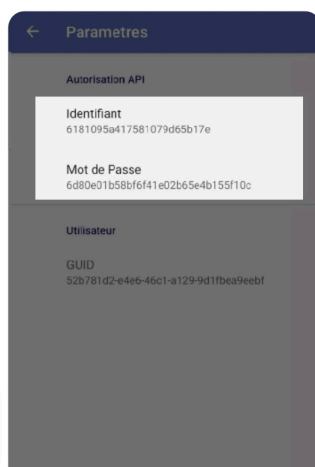 Parametres
Autorisation API
Identifiant
6181095a417581079d65b17e
Mot de Passe
6d80e01b58bf6f41e02b65e4b155f10c
Utilisateur
GUID
52b781d2-e4e6-46c1-a129-9d1fbea9eebf